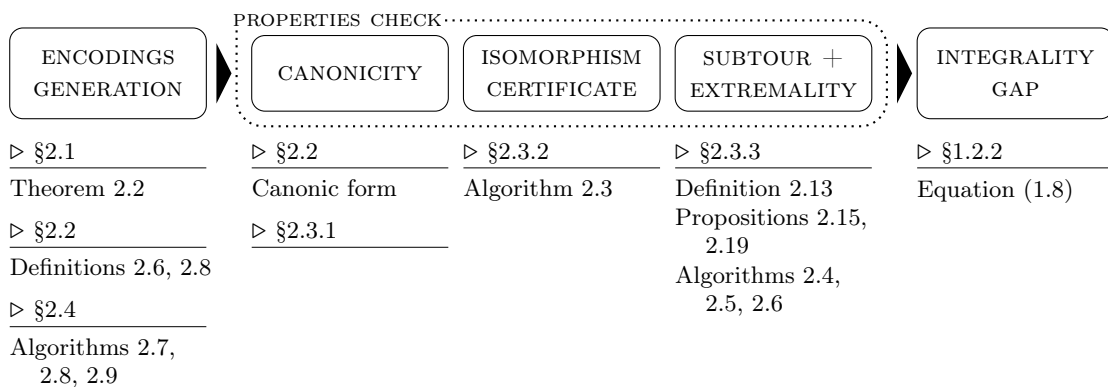 PROPERTIES CHECK
ENCODINGS
GENERATION
CANONICITY
ISOMORPHISM
CERTIFICATE
SUBTOUR +
EXTREMALITY
INTEGRALITY
GAP
▷ §2.1
Theorem 2.2
▷ §2.2
Definitions 2.6, 2.8
▷ §2.4
Algorithms 2.7,
2.8, 2.9
▷ §2.2
Canonic form
▷ §2.3.1
▷ §2.3.2
Algorithm 2.3
▷ §2.3.3
Definition 2.13
Propositions 2.15,
2.19
Algorithms 2.4,
2.5, 2.6
▷ §1.2.2
Equation (1.8)